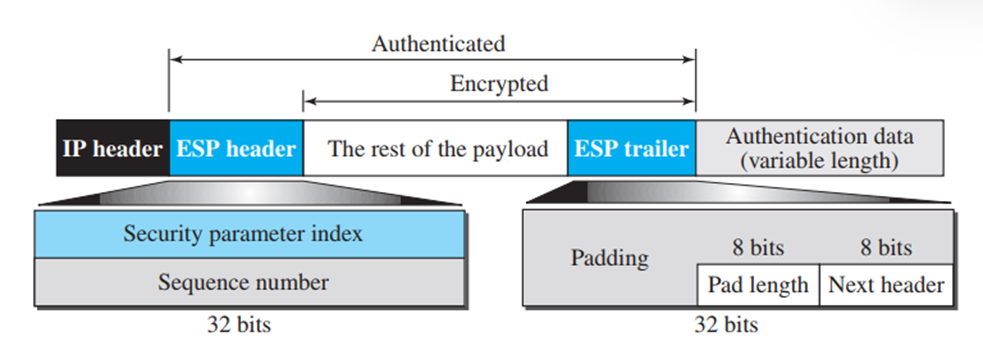 Authenticated
Encrypted
IP header ESP header The rest of the payload ESP trailer Authentication data
(variable length)
Security parameter index
Sequence number
32 bits
Padding
8 bits 8 bits
Pad length Next header
32 bits